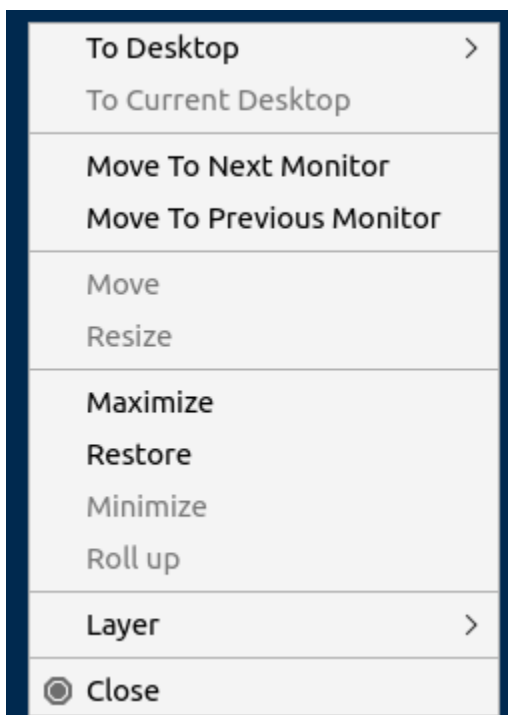 To Desktop
To Current Desktop
Move To Next Monitor
Move To Previous Monitor
Move
Resize
Maximize
Restore
Minimize
Roll up
Layer
Close